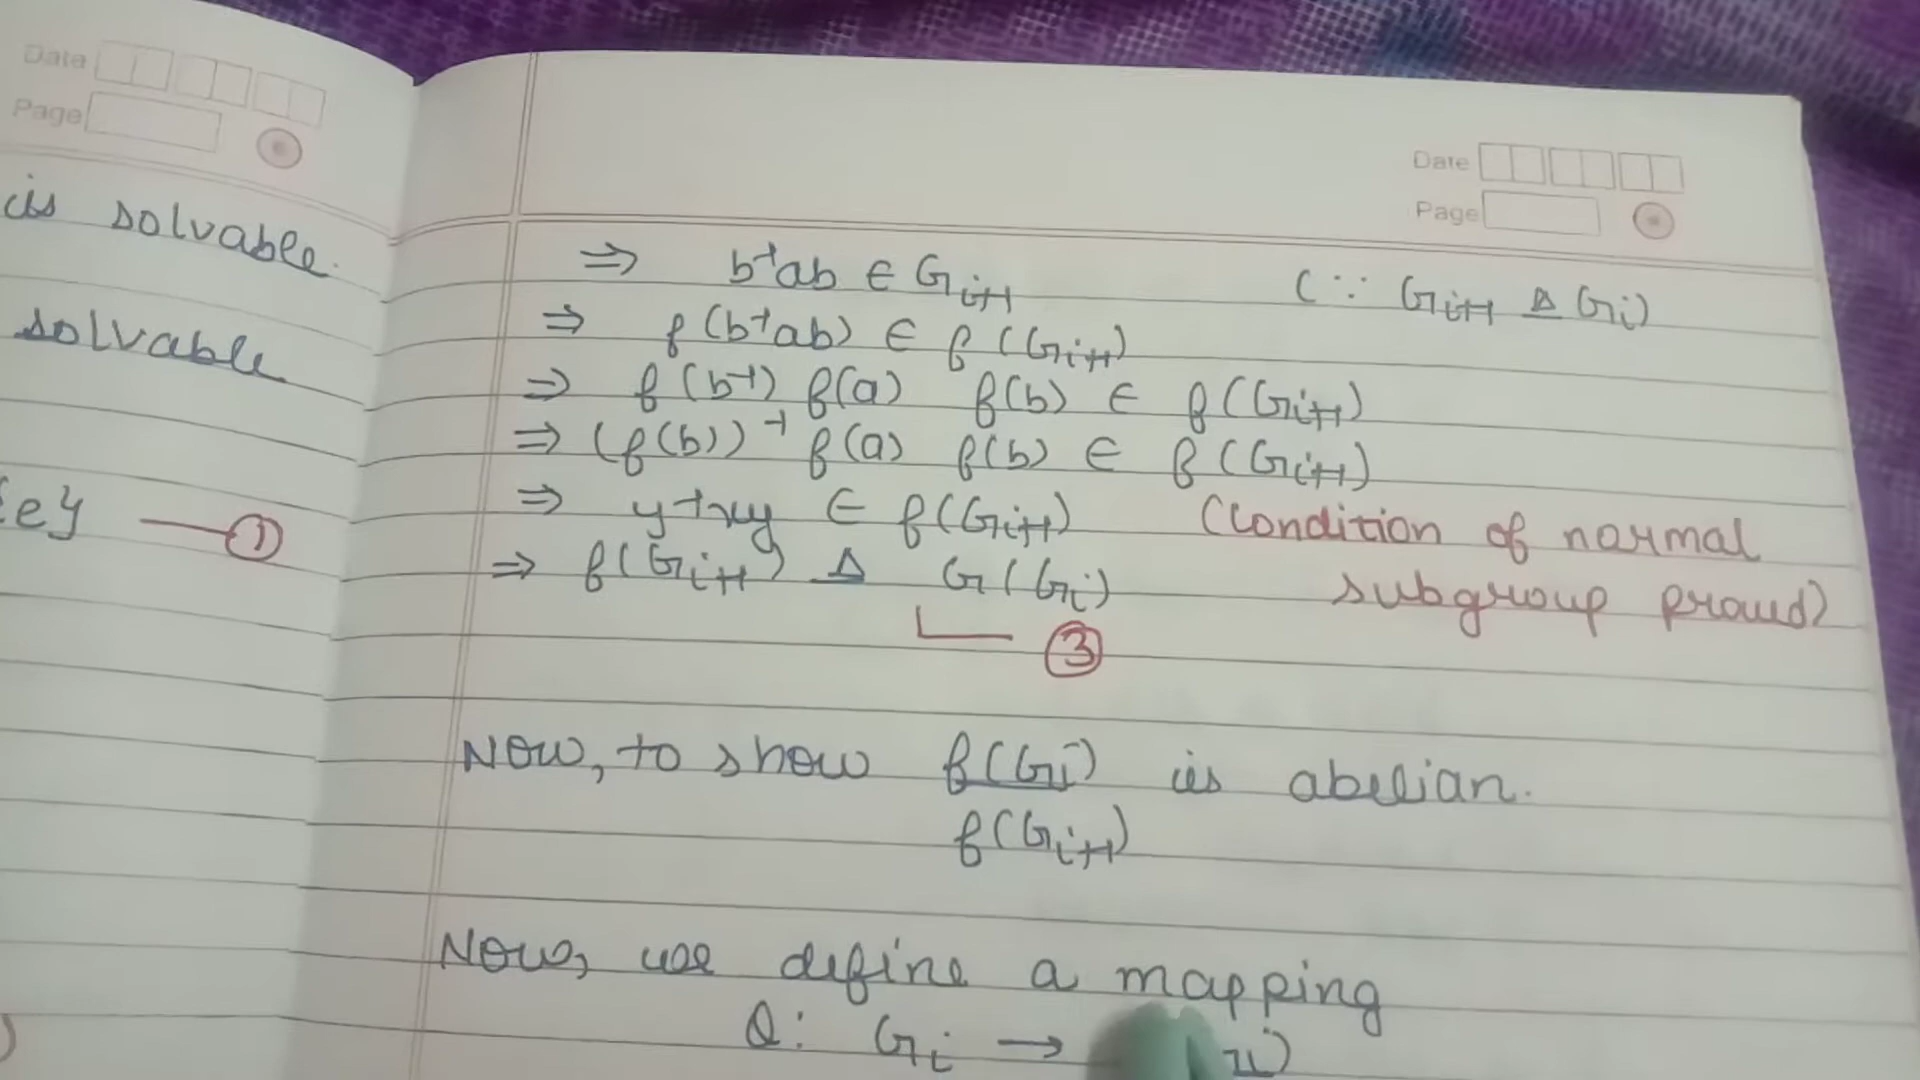 Date
Page
is solvable.
solvable
{e} —①
Date
Page
⇒ b⁻¹ab ∈ Gᵢ₊₁ (∵ Gᵢ₊₁ Δ Gᵢ)
⇒ f(b⁻¹ab) ∈ f(Gᵢ₊₁)
⇒ f(b⁻¹) f(a) f(b) ∈ f(Gᵢ₊₁)
⇒ (f(b))⁻¹ f(a) f(b) ∈ f(Gᵢ₊₁)
⇒ y⁻¹xy ∈ f(Gᵢ₊₁) (Condition of normal
subgroup proud)
⇒ f(Gᵢ₊₁) Δ G(Gᵢ)
③
Now, to show f(Gᵢ) is abelian.
f(Gᵢ₊₁)
Now, we define a mapping
θ: Gᵢ →